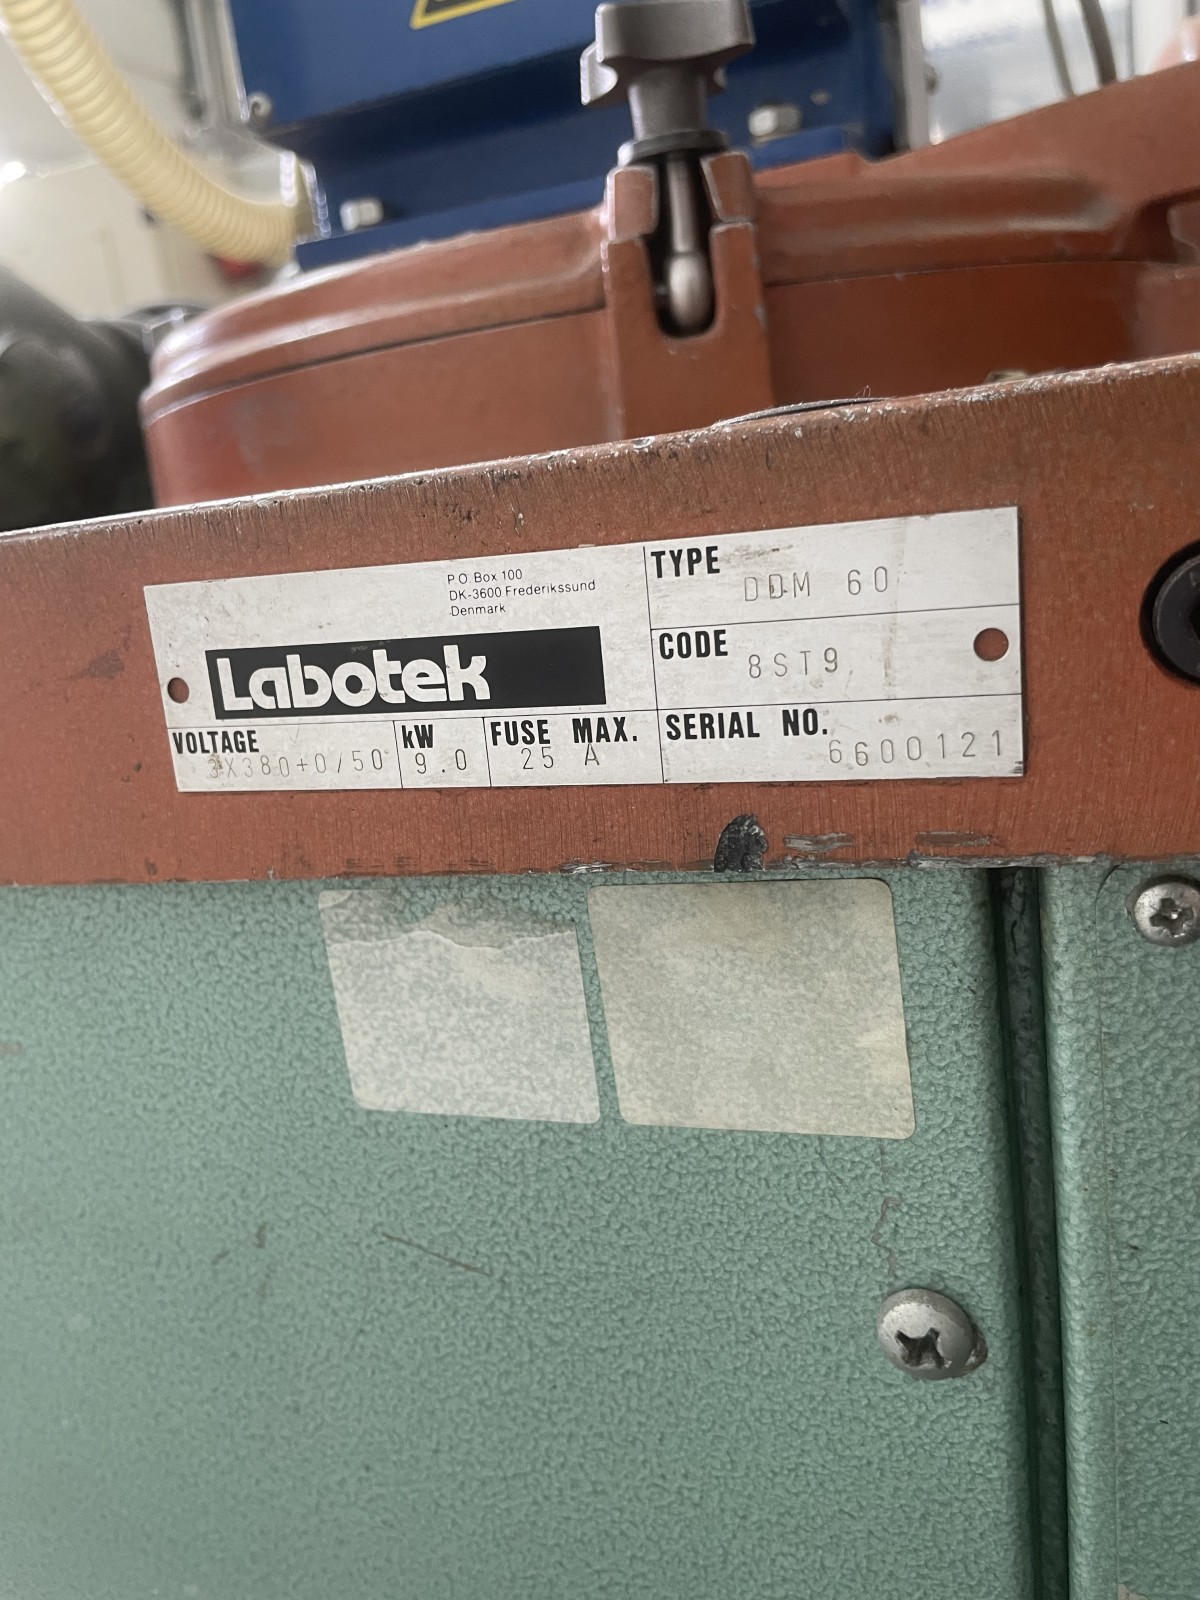 P.O. Box 100
DK-3600 Frederikssund
Denmark
Labotek
TYPE
DDM 60
CODE
8ST9
VOLTAGE
3X380+0/50
kW
9.0
FUSE MAX.
25 A
SERIAL NO.
6600121